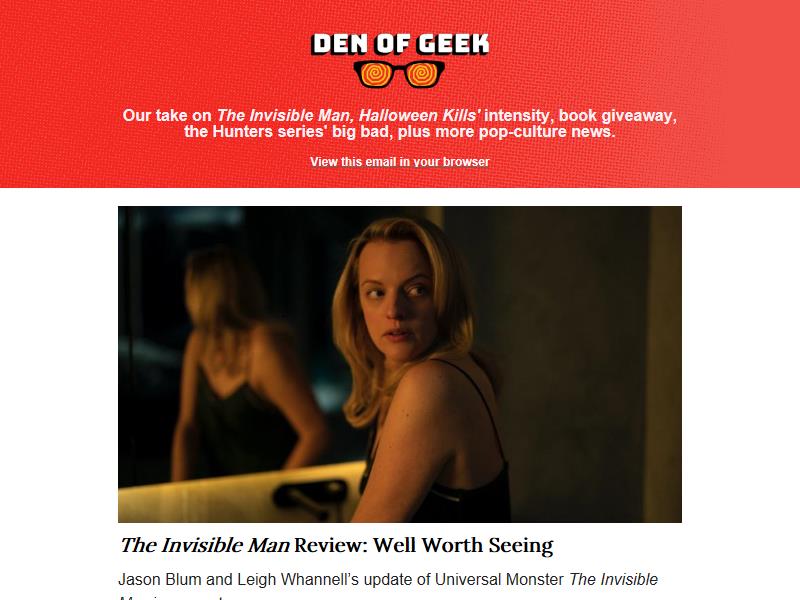 DEN OF GEEK
Our take on The Invisible Man, Halloween Kills' intensity, book giveaway,
the Hunters series' big bad, plus more pop-culture news.
View this email in your browser
The Invisible Man Review: Well Worth Seeing
Jason Blum and Leigh Whannell’s update of Universal Monster The Invisible